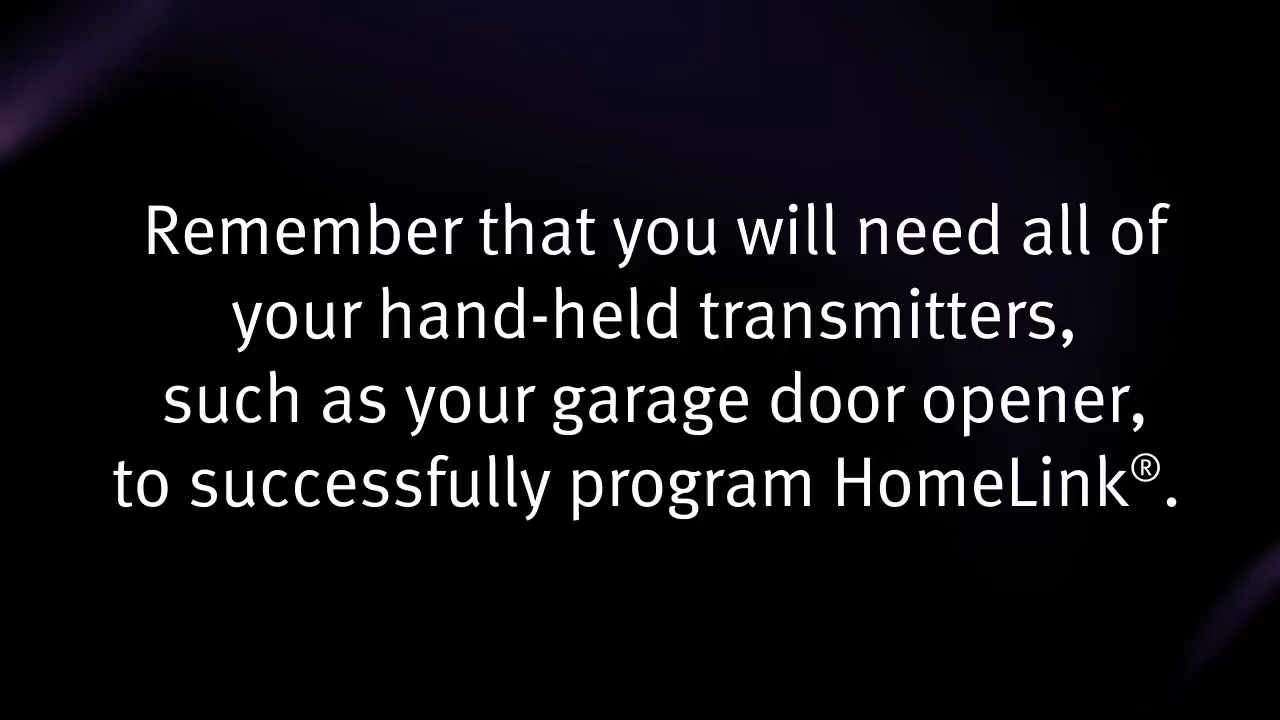 Remember that you will need all of
your hand-held transmitters,
such as your garage door opener,
to successfully program HomeLink®.